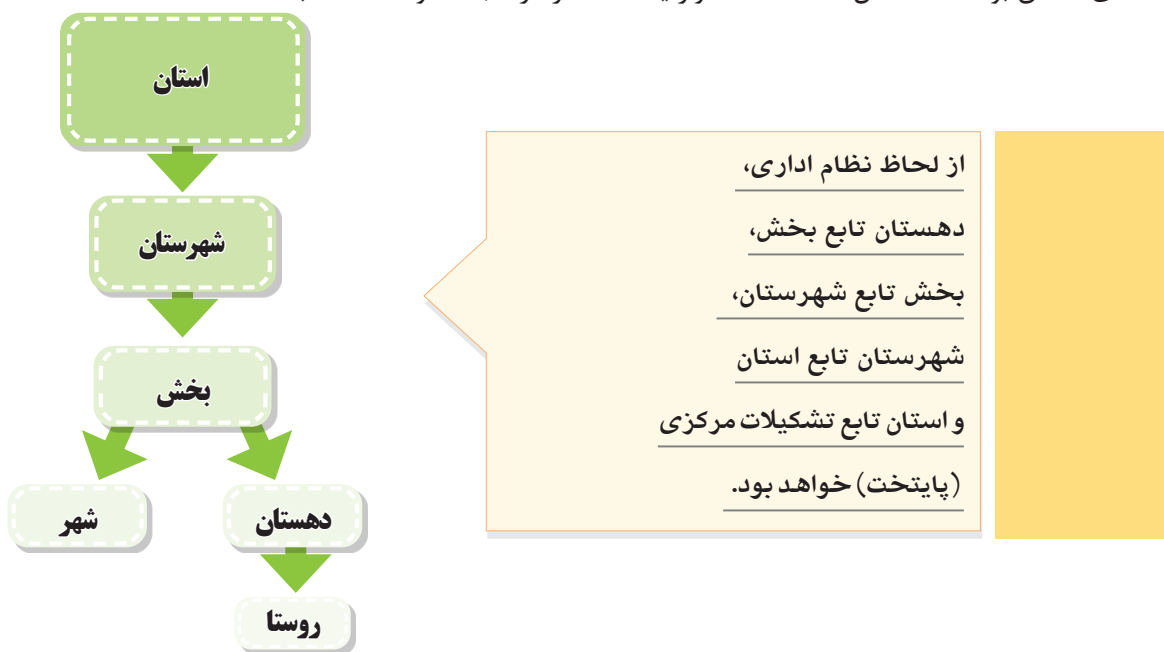 استان
شهرستان
بخش
شهر
دهستان
روستا
از لحاظ نظام اداری،
دهستان تابع بخش،
بخش تابع شهرستان،
شهرستان تابع استان
و استان تابع تشکیلات مرکزی
(پایتخت) خواهد بود.